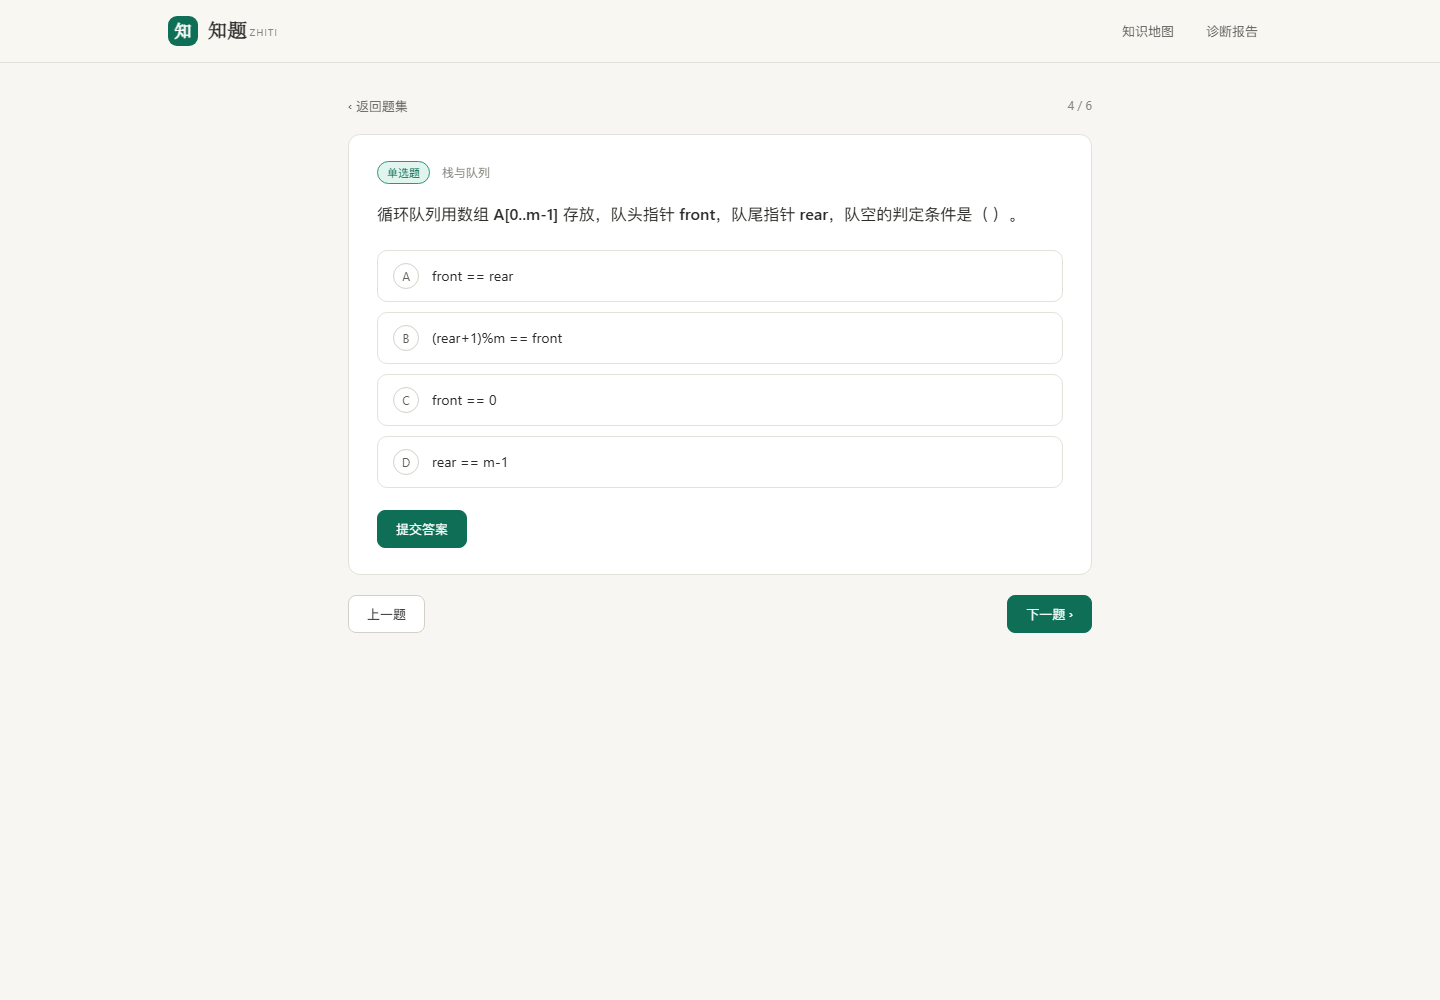 知 知题 ZHITI
知识地图
诊断报告
‹ 返回题集
4 / 6
单选题 栈与队列
循环队列用数组 A[0..m-1] 存放，队头指针 front，队尾指针 rear，队空的判定条件是（ ）。
A front == rear
B (rear+1)%m == front
C front == 0
D rear == m-1
提交答案
上一题
下一题 ›